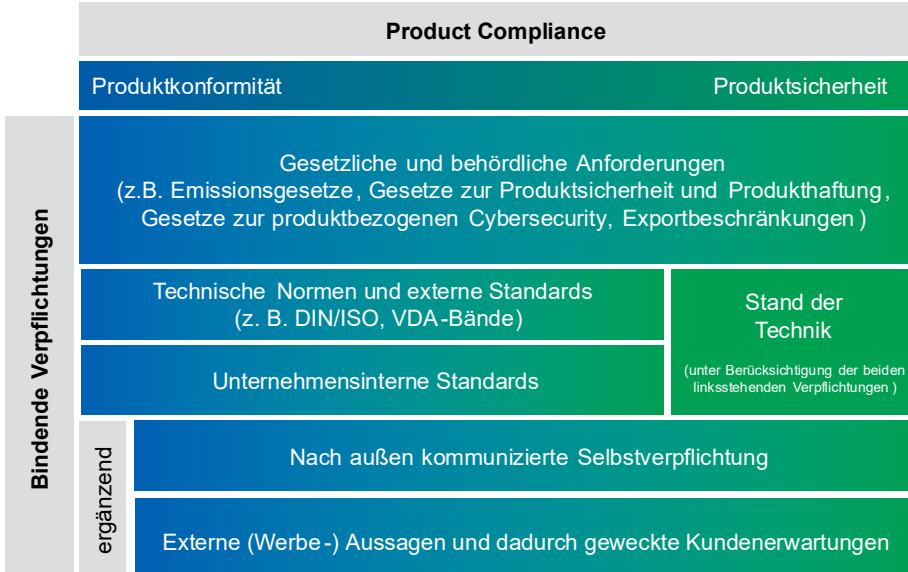 Product Compliance
Produktkonformität
Produktsicherheit
Bindende Verpflichtungen
Gesetzliche und behördliche Anforderungen
(z.B. Emissionsgesetze, Gesetze zur Produktsicherheit und Produkthaftung,
Gesetze zur produktbezogenen Cybersecurity, Exportbeschränkungen)
Technische Normen und externe Standards
(z. B. DIN/ISO, VDA-Bände)
Unternehmensinterne Standards
Stand der
Technik
(unter Berücksichtigung der beiden
linksstehenden Verpflichtungen)
ergänzend
Nach außen kommunizierte Selbstverpflichtung
Externe (Werbe-) Aussagen und dadurch geweckte Kundenerwartungen